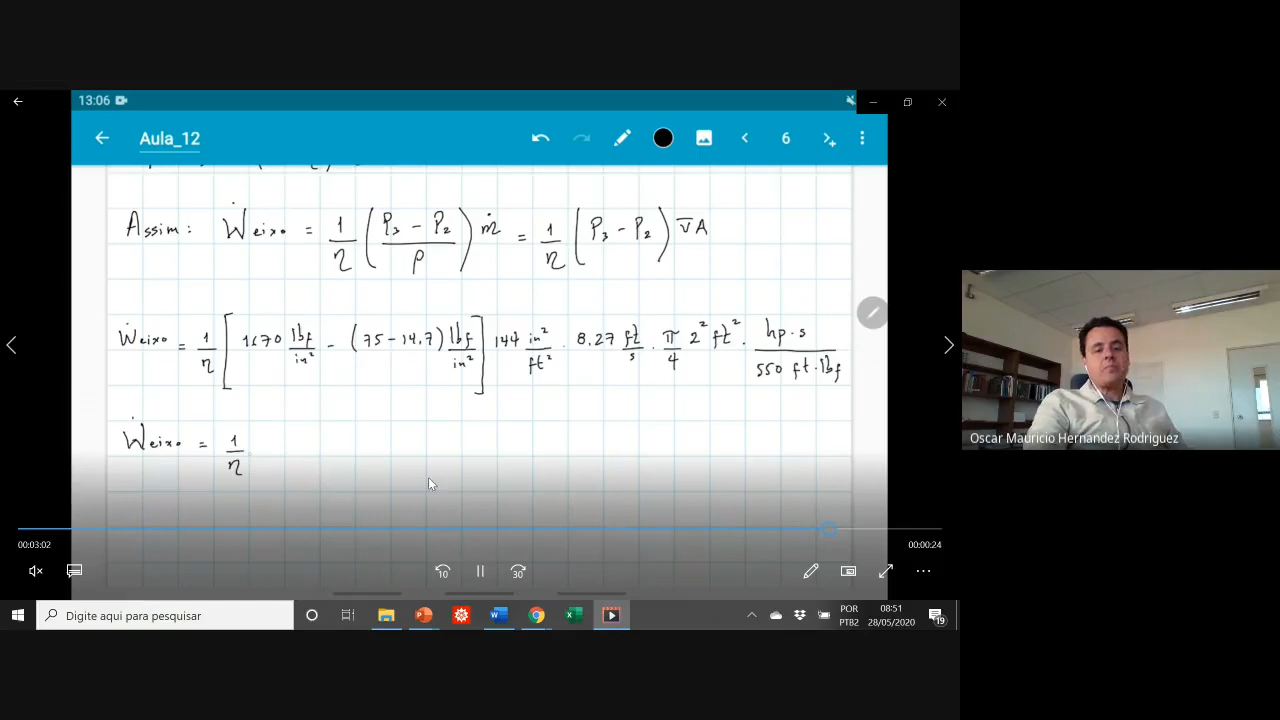 13:06
Aula_12
6
Assim: Ẇeixo = 1/η ((P₃ − P₂)/ρ) ṁ = 1/η (P₃ − P₂) V̄A
Ẇeixo = 1/η [1170 lbf/in² − (75 − 14.7) lbf/in²] 144 in²/ft² · 8.27 ft/s · π/4 2² ft² · hp·s/550 ft·lbf
Ẇeixo = 1/η
Oscar Mauricio Hernandez Rodriguez
00:03:02
00:00:24
10
30
Digite aqui para pesquisar
POR
PTB2
08:51
28/05/2020
19